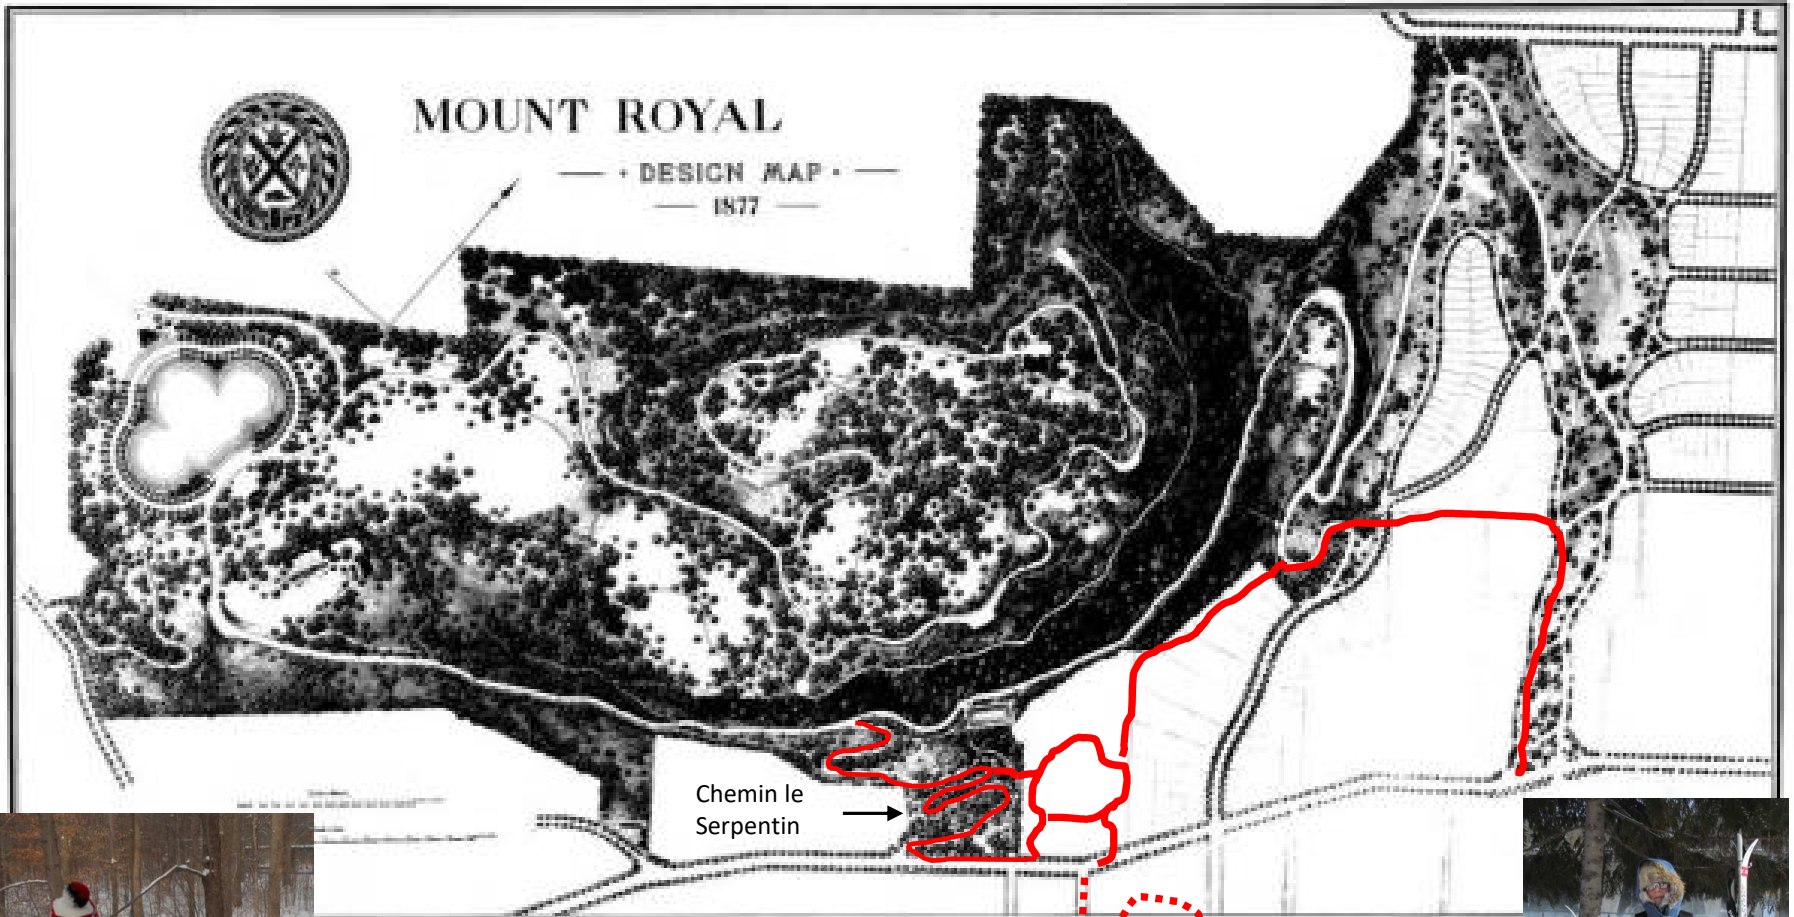 MOUNT ROYAL
DESIGN MAP
1877
Chemin le
Serpentin